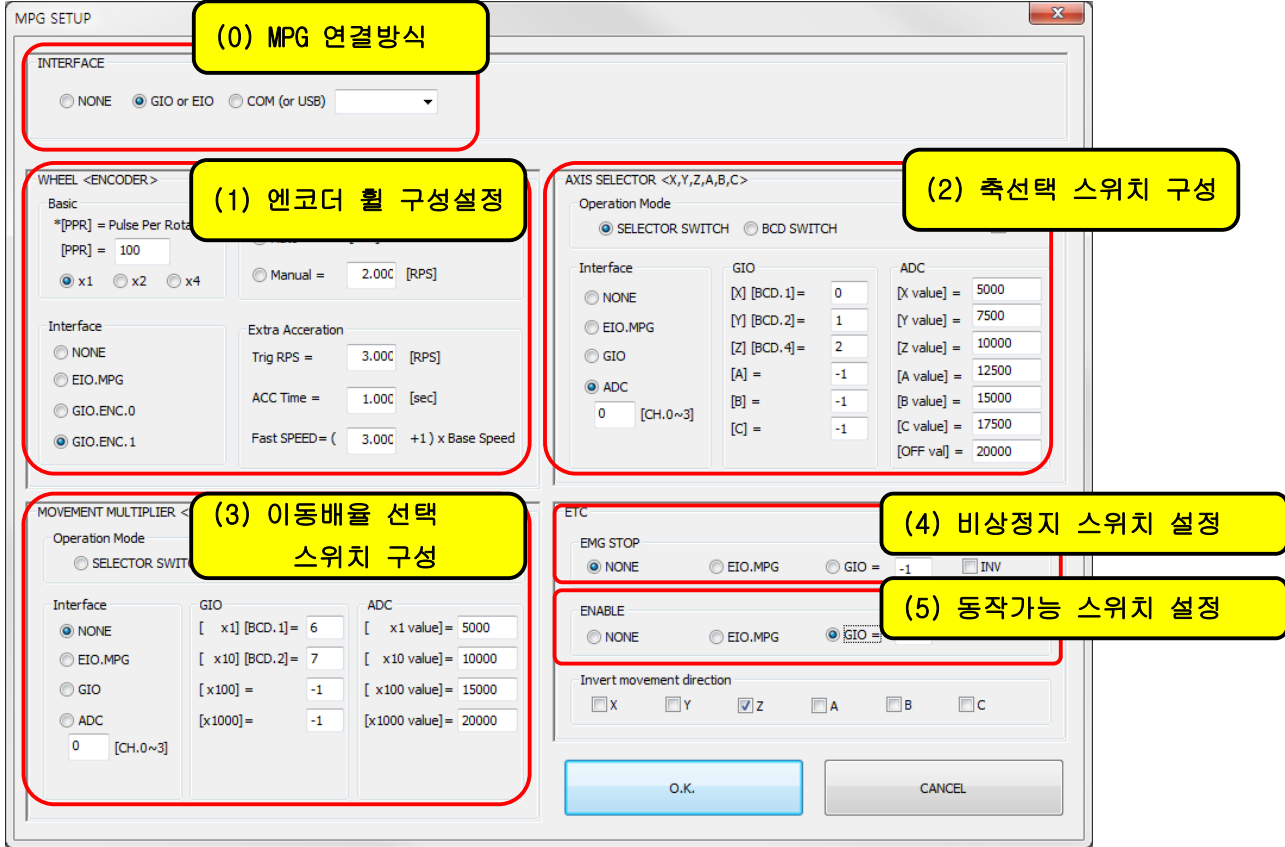 MPG SETUP
(0) MPG 연결방식
INTERFACE
NONE GIO or EIO COM (or USB)
WHEEL <ENCODER>
(1) 엔코더 휠 구성설정
Basic
*[PPR] = Pulse Per Rota
[PPR] = 100
x1 x2 x4
Manual = 2.000 [RPS]
Interface
NONE
EIO.MPG
GIO.ENC.0
GIO.ENC.1
Extra Acceration
Trig RPS = 3.000 [RPS]
ACC Time = 1.000 [sec]
Fast SPEED= ( 3.000 +1 ) x Base Speed
AXIS SELECTOR <X,Y,Z,A,B,C>
(2) 축선택 스위치 구성
Operation Mode
SELECTOR SWITCH BCD SWITCH
Interface
NONE
EIO.MPG
GIO
ADC
0 [CH.0~3]
GIO
[X] [BCD.1]= 0
[Y] [BCD.2]= 1
[Z] [BCD.4]= 2
[A] = -1
[B] = -1
[C] = -1
ADC
[X value] = 5000
[Y value] = 7500
[Z value] = 10000
[A value] = 12500
[B value] = 15000
[C value] = 17500
[OFF val] = 20000
MOVEMENT MULTIPLIER <
(3) 이동배율 선택
스위치 구성
Operation Mode
SELECTOR SWIT
Interface
NONE
EIO.MPG
GIO
ADC
0 [CH.0~3]
GIO
[ x1] [BCD.1]= 6
[ x10] [BCD.2]= 7
[ x100] = -1
[x1000]= -1
ADC
[ x1 value]= 5000
[ x10 value]= 10000
[ x100 value]= 15000
[x1000 value]= 20000
ETC
(4) 비상정지 스위치 설정
EMG STOP
NONE EIO.MPG GIO = -1 INV
(5) 동작가능 스위치 설정
ENABLE
NONE EIO.MPG GIO =
Invert movement direction
X Y Z A B C
O.K. CANCEL